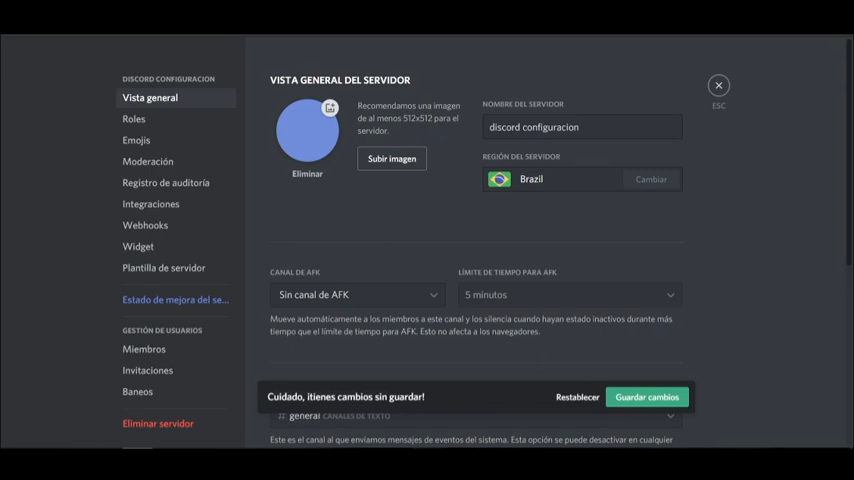 DISCORD CONFIGURACION
Vista general
Roles
Emojis
Moderación
Registro de auditoría
Integraciones
Webhooks
Widget
Plantilla de servidor
Estado de mejora del se...
GESTIÓN DE USUARIOS
Miembros
Invitaciones
Baneos
Eliminar servidor
VISTA GENERAL DEL SERVIDOR
Recomendamos una imagen
de al menos 512x512 para el
servidor.
Subir imagen
Eliminar
NOMBRE DEL SERVIDOR
discord configuracion
REGIÓN DEL SERVIDOR
Brazil
Cambiar
ESC
CANAL DE AFK
Sin canal de AFK
LÍMITE DE TIEMPO PARA AFK
5 minutos
Mueve automáticamente a los miembros a este canal y los silencia cuando hayan estado inactivos durante más
tiempo que el límite de tiempo para AFK. Esto no afecta a los navegadores.
Cuidado, ¡tienes cambios sin guardar!
Restablecer
Guardar cambios
# general CANALES DE TEXTO
Este es el canal al que enviamos mensajes de eventos del sistema. Esta opción se puede desactivar en cualquier